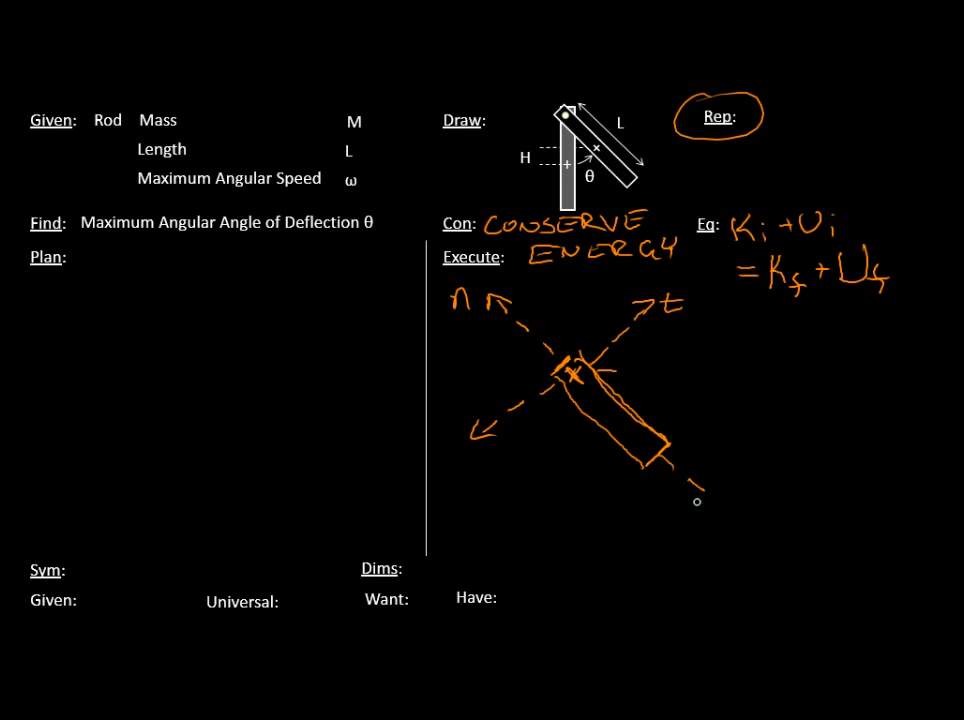 Given: Rod Mass M
Length L
Maximum Angular Speed ω
Find: Maximum Angular Angle of Deflection θ
Plan:
Draw:
L
H
θ
Rep:
Con: CONSERVE
ENERGY
Eq: Ki + Ui
= Kf + Uf
Execute:
n
t
Sym:
Given:
Universal:
Dims:
Want:
Have: